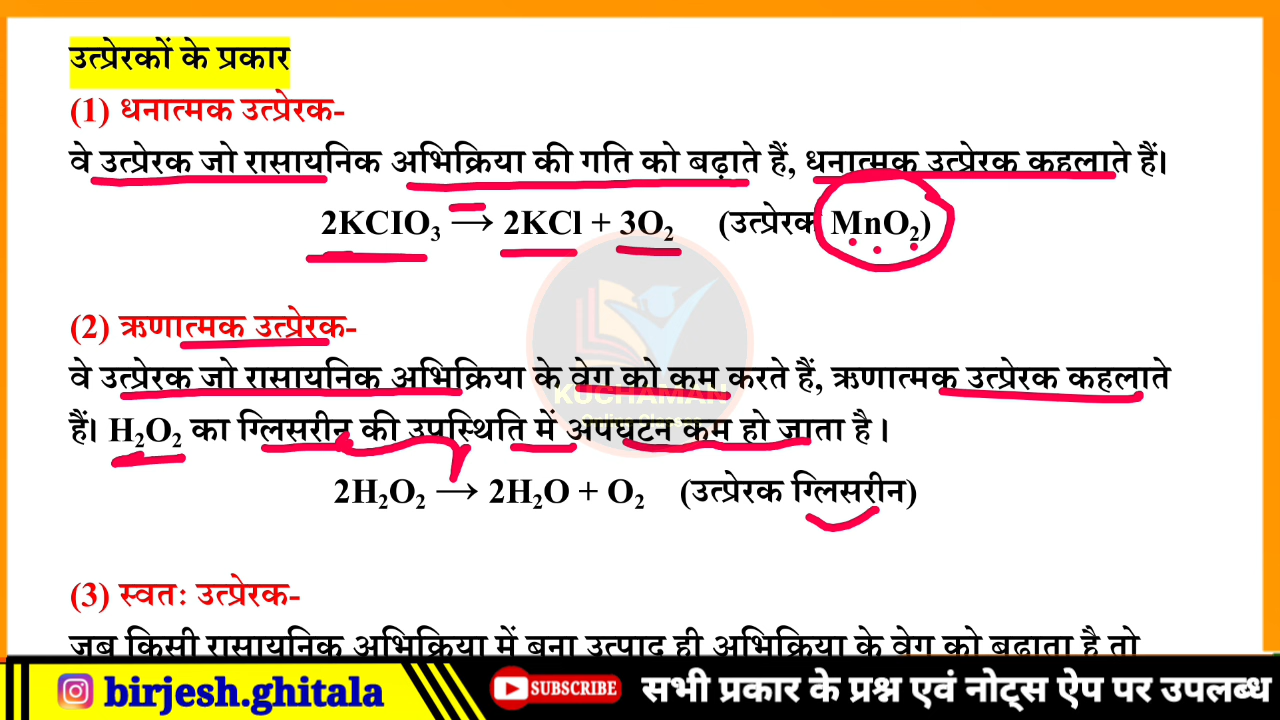 उत्प्रेरकों के प्रकार
(1) धनात्मक उत्प्रेरक-
वे उत्प्रेरक जो रासायनिक अभिक्रिया की गति को बढ़ाते हैं, धनात्मक उत्प्रेरक कहलाते हैं।
2KClO₃ → 2KCl + 3O₂ (उत्प्रेरक MnO₂)
(2) ऋणात्मक उत्प्रेरक-
वे उत्प्रेरक जो रासायनिक अभिक्रिया के वेग को कम करते हैं, ऋणात्मक उत्प्रेरक कहलाते
हैं। H₂O₂ का ग्लिसरीन की उपस्थिति में अपघटन कम हो जाता है।
KUCHAMAN
Online Classes
2H₂O₂ → 2H₂O + O₂ (उत्प्रेरक ग्लिसरीन)
(3) स्वतः उत्प्रेरक-
जब किसी रासायनिक अभिक्रिया में बना उत्पाद ही अभिक्रिया के वेग को बढ़ाता है तो
birjesh.ghitala SUBSCRIBE सभी प्रकार के प्रश्न एवं नोट्स ऐप पर उपलब्ध